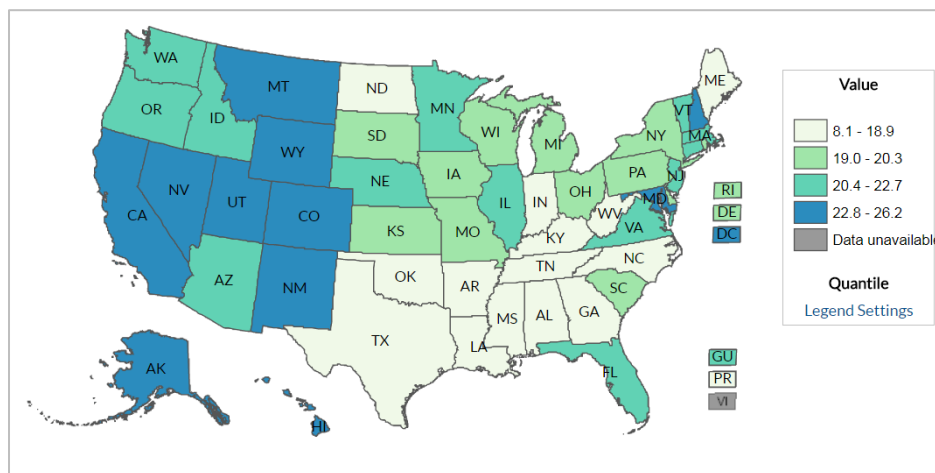 WA
MT
ND
MN
ME
OR
ID
SD
WI
MI
NY
VT
MA
WY
NE
IA
PA
NJ
NV
UT
CO
IL
IN
OH
MD
CA
KS
MO
KY
WV
VA
AZ
NM
OK
AR
TN
NC
SC
TX
LA
MS
AL
GA
FL
AK
HI
RI
DE
DC
GU
PR
VI
Value
8.1 - 18.9
19.0 - 20.3
20.4 - 22.7
22.8 - 26.2
Data unavailable
Quantile
Legend Settings